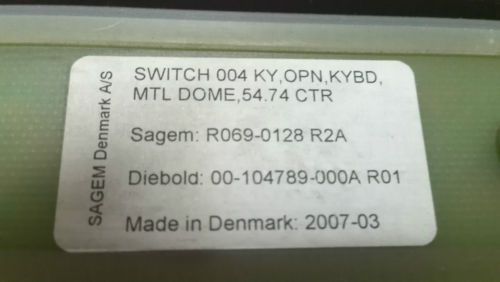 SAGEM Denmark A/S
SWITCH 004 KY,OPN,KYBD,
MTL DOME,54.74 CTR
Sagem: R069-0128 R2A
Diebold: 00-104789-000A R01
Made in Denmark: 2007-03